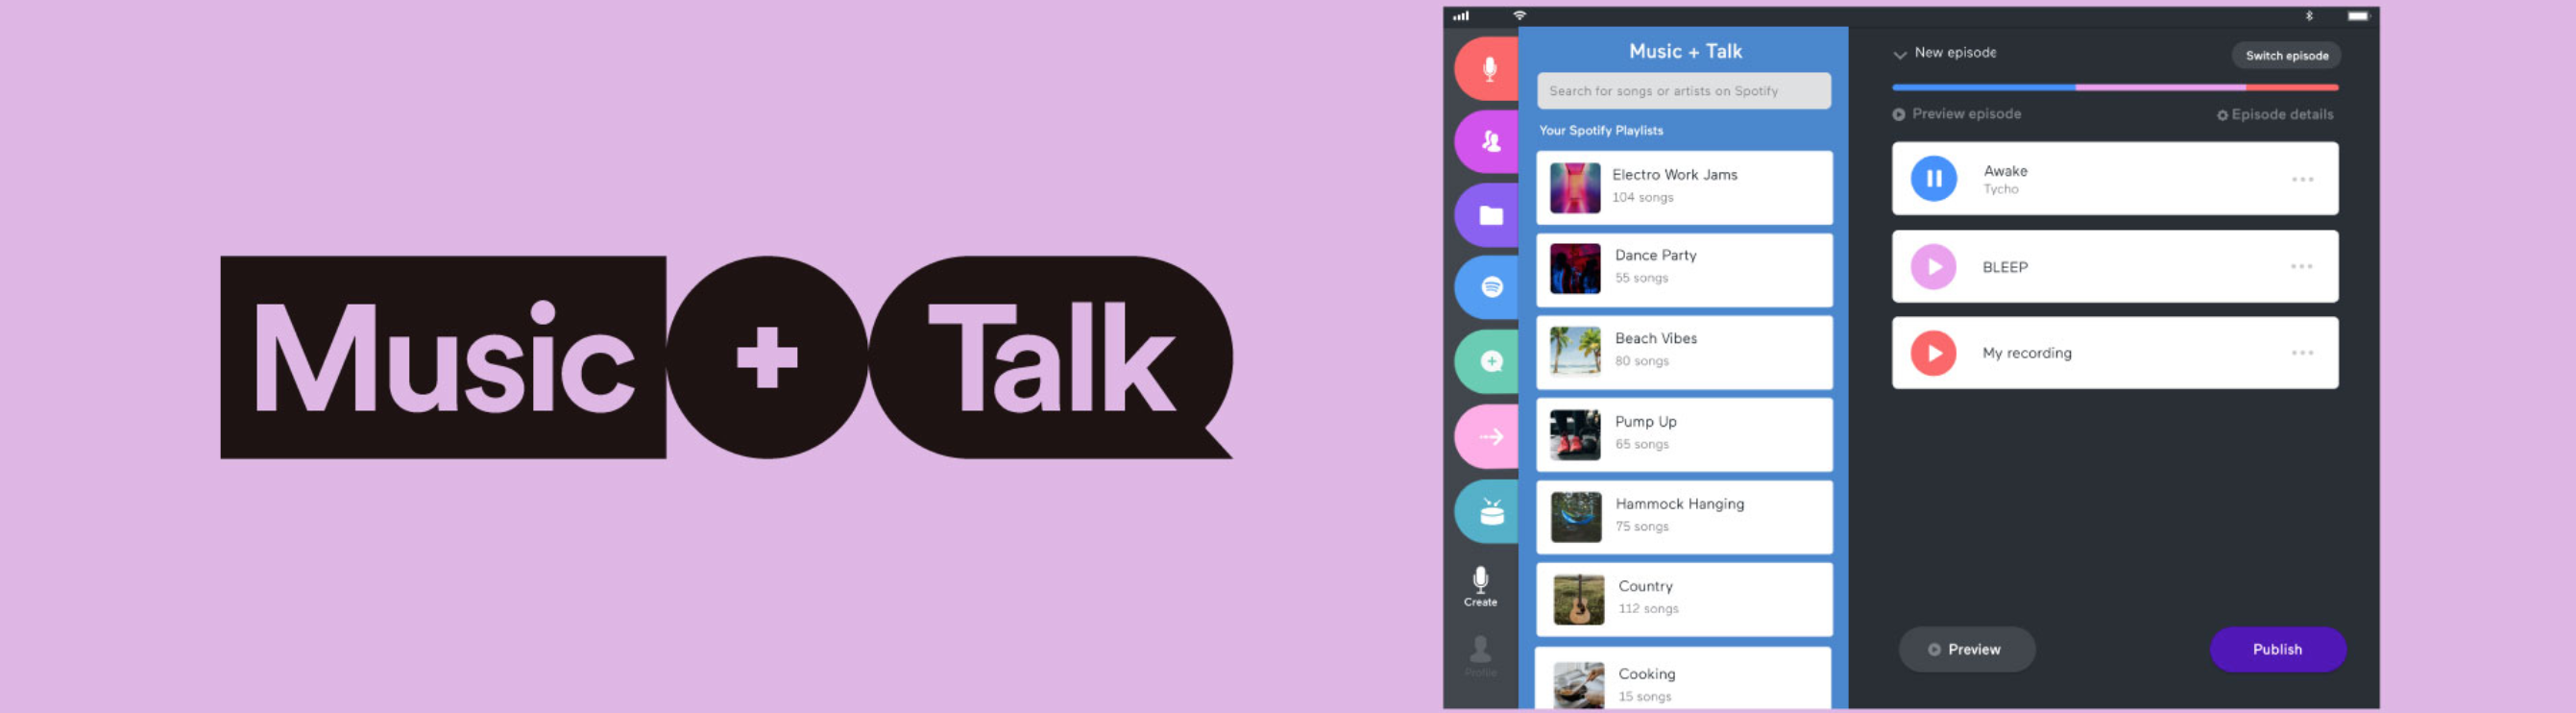 Music + Talk
Music + Talk
Search for songs or artists on Spotify
Your Spotify Playlists
Electro Work Jams
104 songs
Dance Party
55 songs
Beach Vibes
80 songs
Pump Up
65 songs
Hammock Hanging
75 songs
Country
112 songs
Cooking
15 songs
Create
Profile
New episode
Switch episode
Preview episode
Episode details
Awake
Tycho
BLEEP
My recording
Preview
Publish